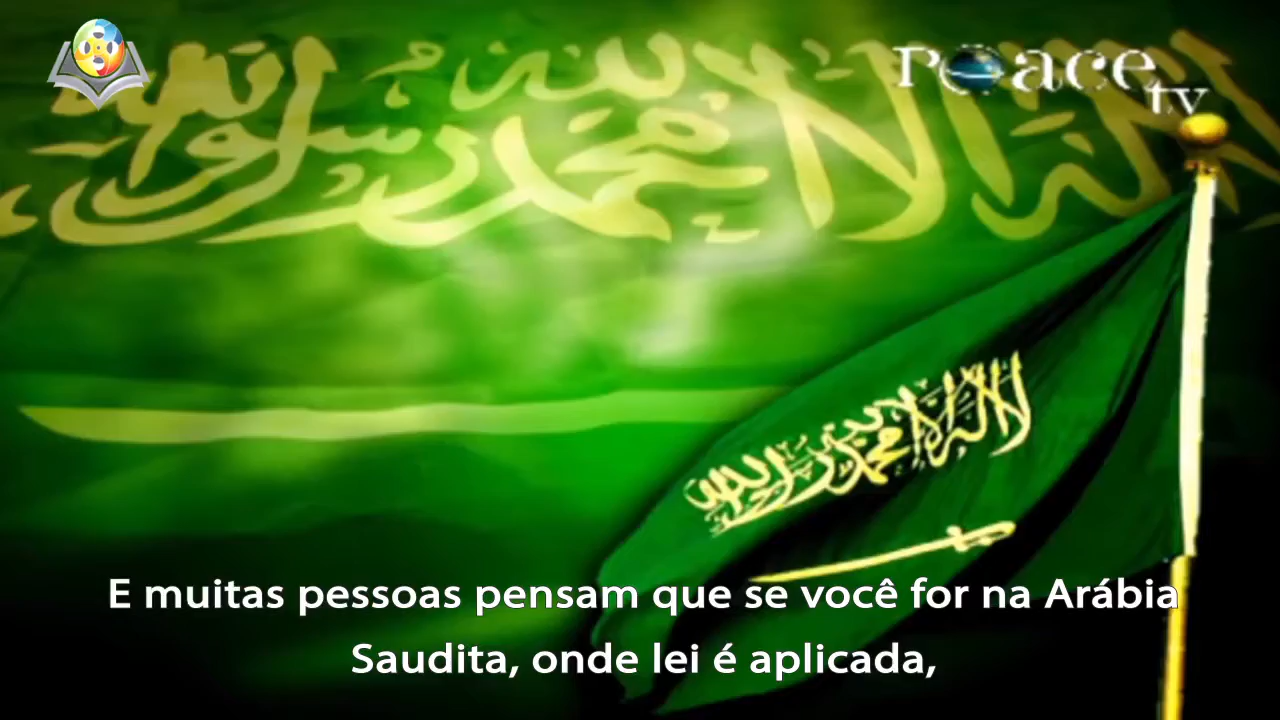 peace
tv
لا إله إلا الله محمد رسول الله
لا إله إلا الله محمد رسول الله
E muitas pessoas pensam que se você for na Arábia
Saudita, onde lei é aplicada,